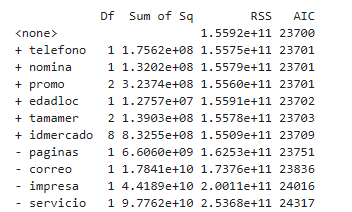 Df Sum of Sq RSS AIC
<none> 1.5592e+11 23700
+ telefono 1 1.7562e+08 1.5575e+11 23701
+ nomina 1 1.3202e+08 1.5579e+11 23701
+ promo 2 3.2374e+08 1.5560e+11 23701
+ edadloc 1 1.2757e+07 1.5591e+11 23702
+ tamamer 2 1.3903e+08 1.5578e+11 23703
+ idmercado 8 8.3255e+08 1.5509e+11 23709
- paginas 1 6.6060e+09 1.6253e+11 23751
- correo 1 1.7841e+10 1.7376e+11 23836
- impresa 1 4.4189e+10 2.0011e+11 24016
- servicio 1 9.7762e+10 2.5368e+11 24317